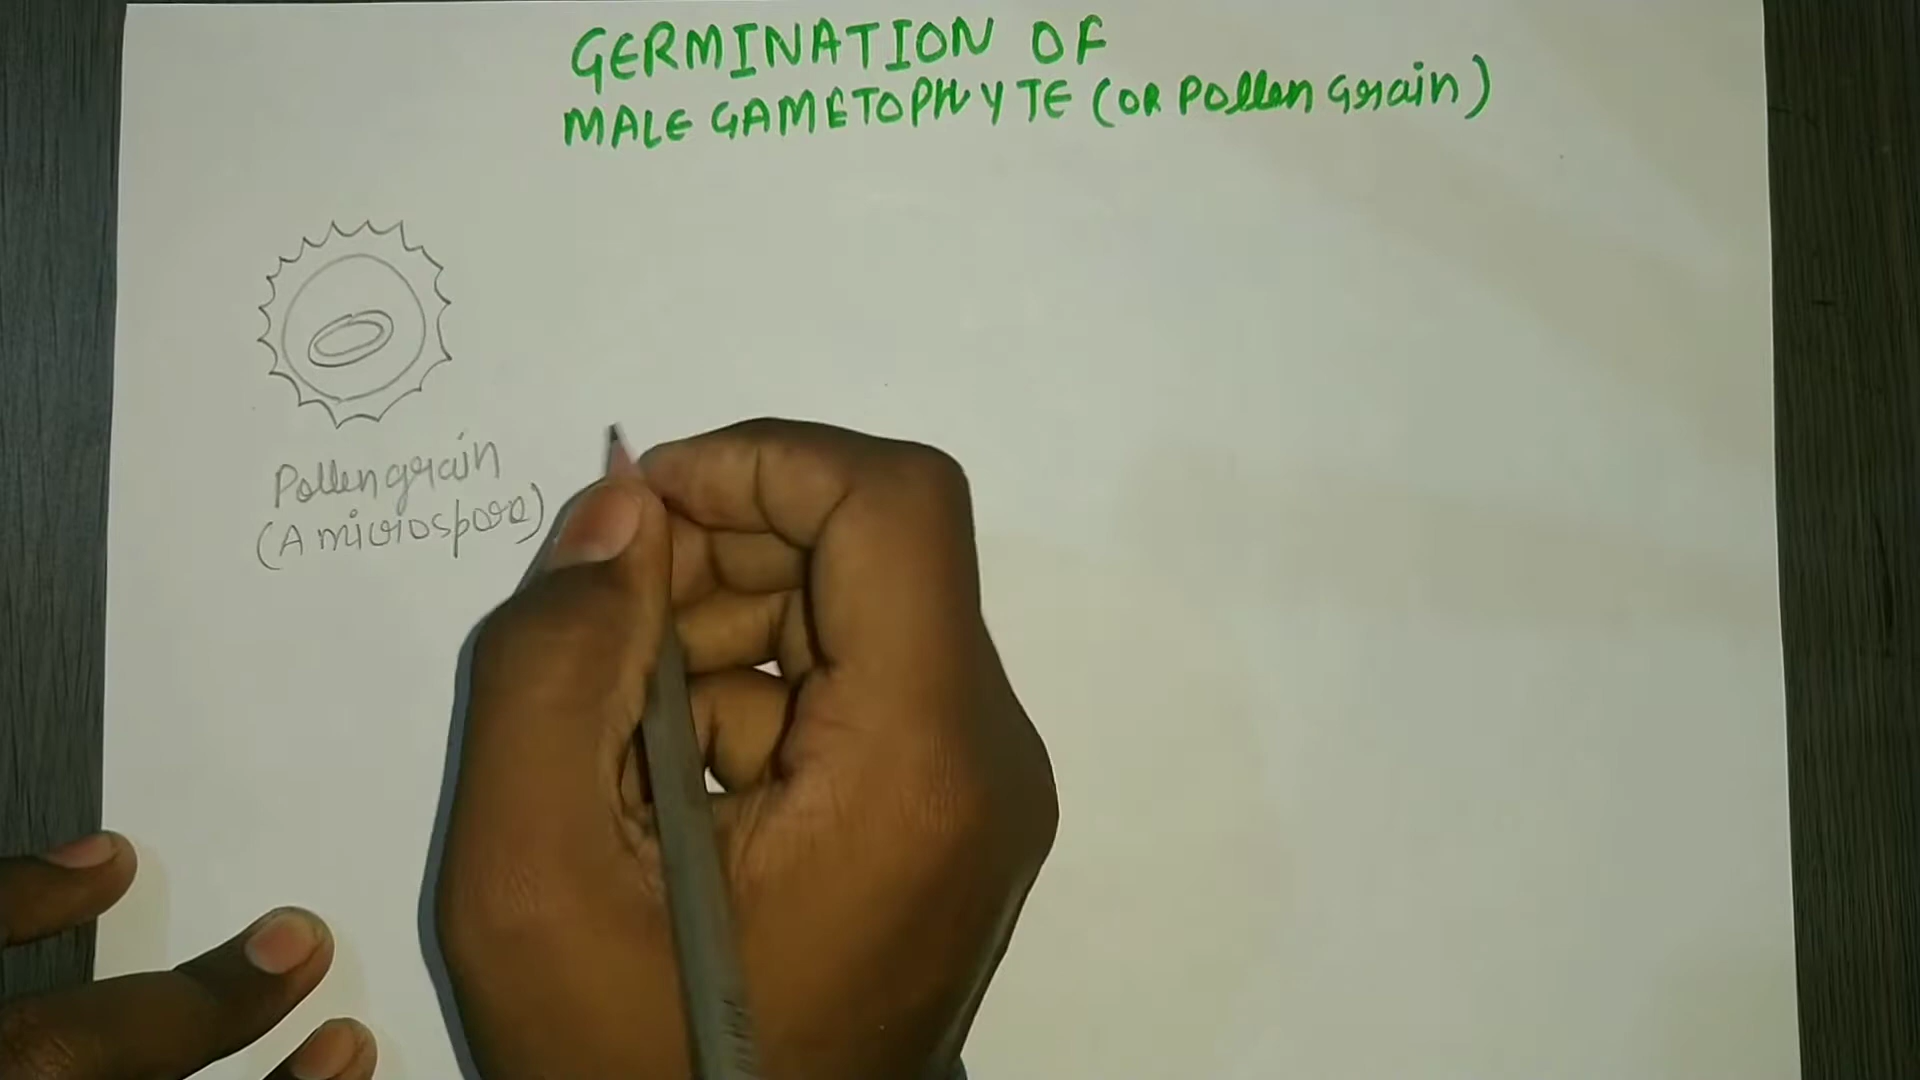 GERMINATION OF
MALE GAMETOPHYTE (OR Pollen Grain)
Pollen grain
(A microspore)